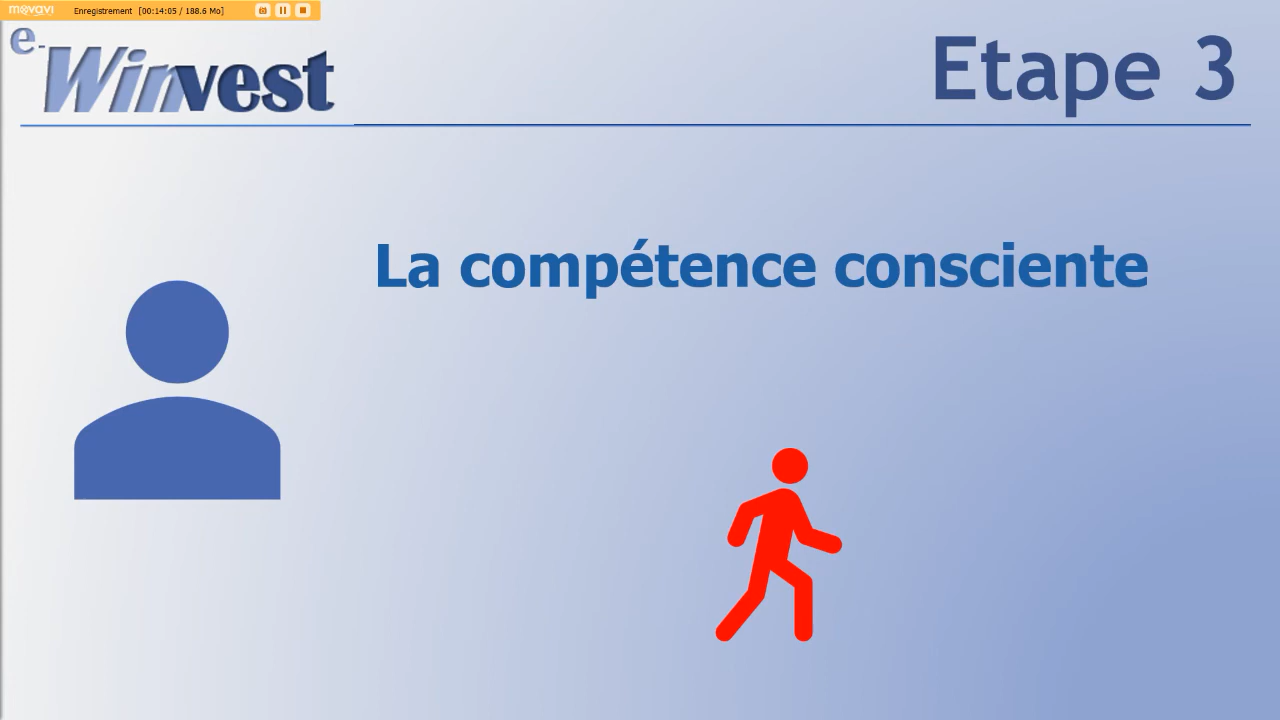 movavi Enregistrement [00:14:05 / 188.6 Mo]
e-Winvest
Etape 3
La compétence consciente